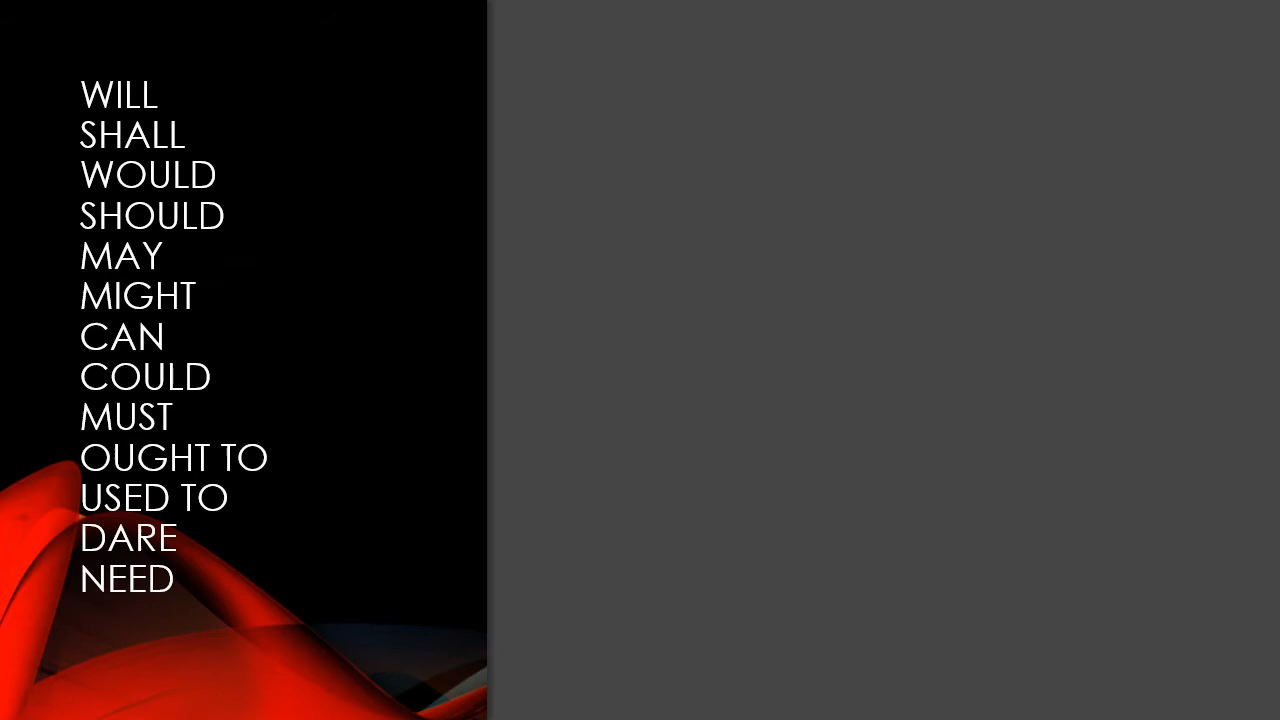 WILL
SHALL
WOULD
SHOULD
MAY
MIGHT
CAN
COULD
MUST
OUGHT TO
USED TO
DARE
NEED